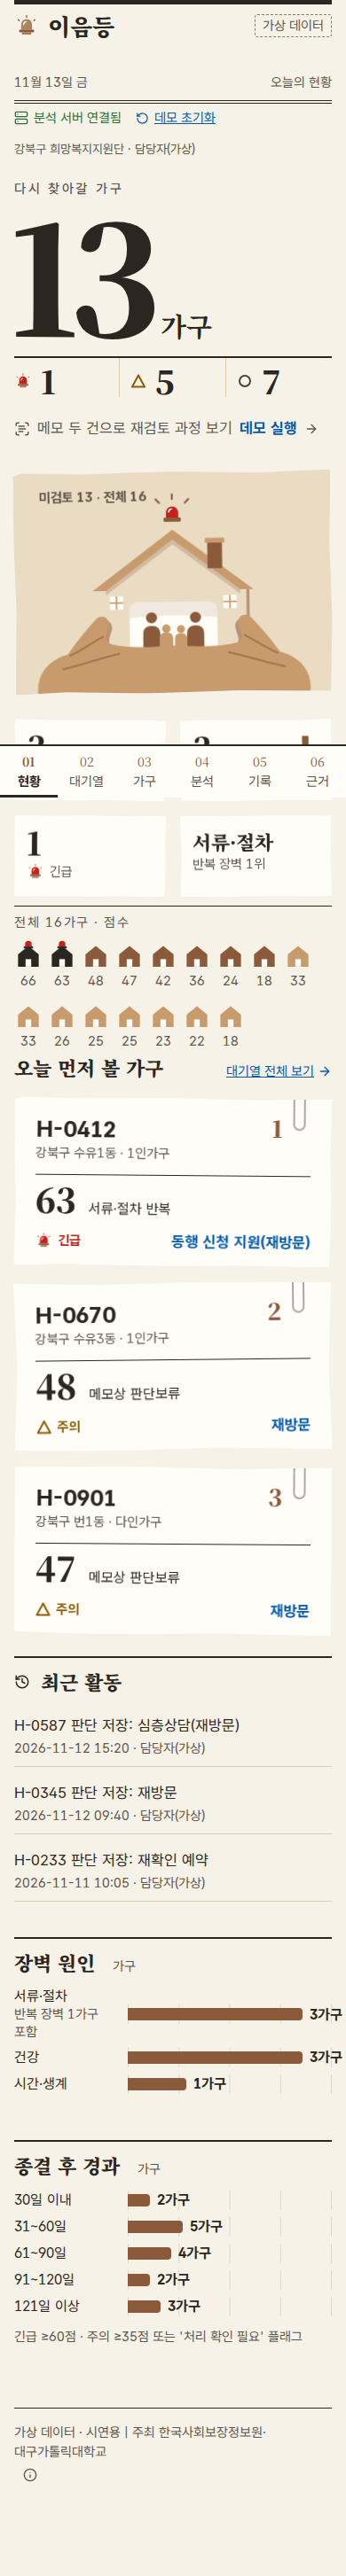 이음등
가상 데이터
11월 13일 금
오늘의 현황
분석 서버 연결됨 데모 초기화
강북구 희망복지지원단 · 담당자(가상)
다시 찾아갈 가구
13 가구
1 5 7
메모 두 건으로 재검토 과정 보기 데모 실행 →
미검토 13 · 전체 16
01 02 03 04 05 06
현황 대기열 가구 분석 기록 근거
1
긴급
서류·절차
반복 장벽 1위
전체 16가구 · 점수
66 63 48 47 42 36 24 18 33
33 26 25 25 23 22 18
오늘 먼저 볼 가구
대기열 전체 보기 →
H-0412
1
강북구 수유1동 · 1인가구
63 서류·절차 반복
긴급
동행 신청 지원(재방문)
H-0670
2
강북구 수유3동 · 1인가구
48 메모상 판단보류
주의
재방문
H-0901
3
강북구 번1동 · 다인가구
47 메모상 판단보류
주의
재방문
최근 활동
H-0587 판단 저장: 심층상담(재방문)
2026-11-12 15:20 · 담당자(가상)
H-0345 판단 저장: 재방문
2026-11-12 09:40 · 담당자(가상)
H-0233 판단 저장: 재확인 예약
2026-11-11 10:05 · 담당자(가상)
장벽 원인 가구
서류·절차
반복 장벽 1가구
포함
3가구
건강 3가구
시간·생계 1가구
종결 후 경과 가구
30일 이내 2가구
31~60일 5가구
61~90일 4가구
91~120일 2가구
121일 이상 3가구
긴급 ≥60점 · 주의 ≥35점 또는 '처리 확인 필요' 플래그
가상 데이터 · 시연용 | 주최 한국사회보장정보원·
대구가톨릭대학교